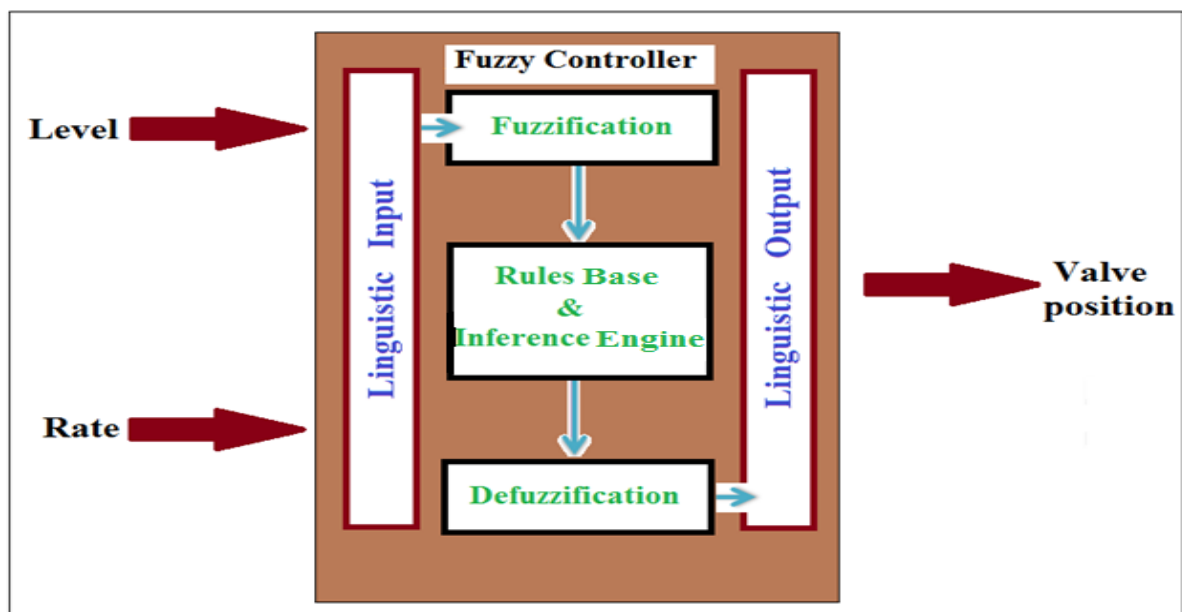 Fuzzy Controller
Level
Rate
Linguistic Input
Fuzzification
Rules Base
&
Inference Engine
Defuzzification
Linguistic Output
Valve
position